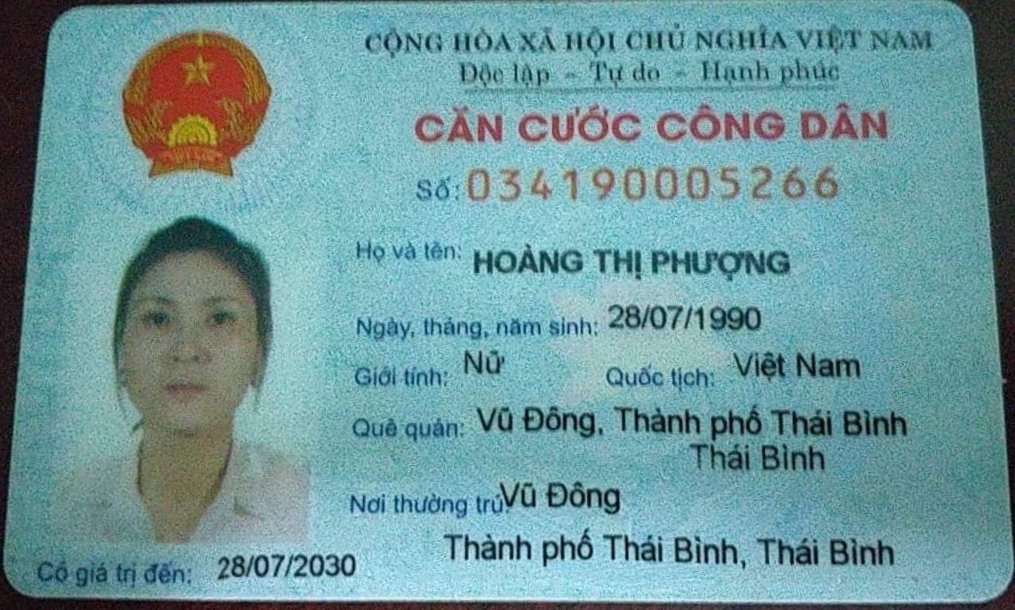 CỘNG HÒA XÃ HỘI CHỦ NGHĨA VIỆT NAM
Độc lập - Tự do - Hạnh phúc
CĂN CƯỚC CÔNG DÂN
Số: 034190005266
Họ và tên: HOÀNG THỊ PHƯỢNG
Ngày, tháng, năm sinh: 28/07/1990
Giới tính: Nữ Quốc tịch: Việt Nam
Quê quán: Vũ Đông, Thành phố Thái Bình
Thái Bình
Nơi thường trú: Vũ Đông
Thành phố Thái Bình, Thái Bình
Có giá trị đến: 28/07/2030